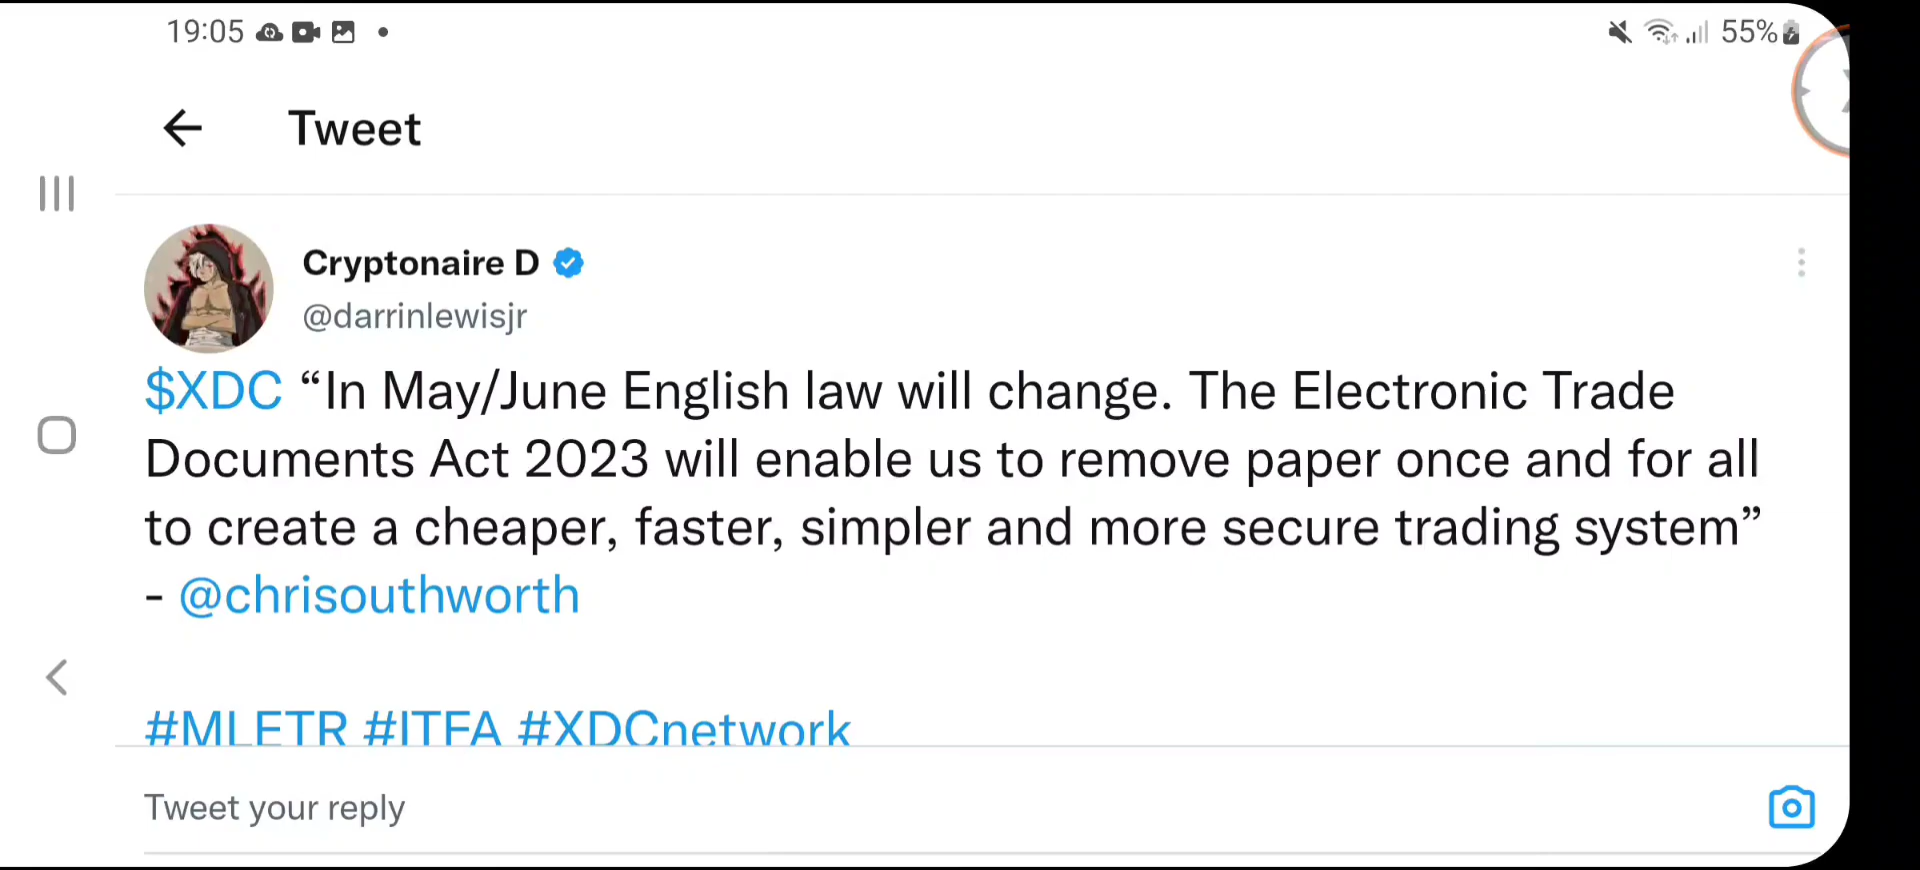 19:05
55%
Tweet
Cryptonaire D
@darrinlewisjr
$XDC “In May/June English law will change. The Electronic Trade
Documents Act 2023 will enable us to remove paper once and for all
to create a cheaper, faster, simpler and more secure trading system”
- @chrisouthworth
#MLETR #ITFA #XDCnetwork
Tweet your reply